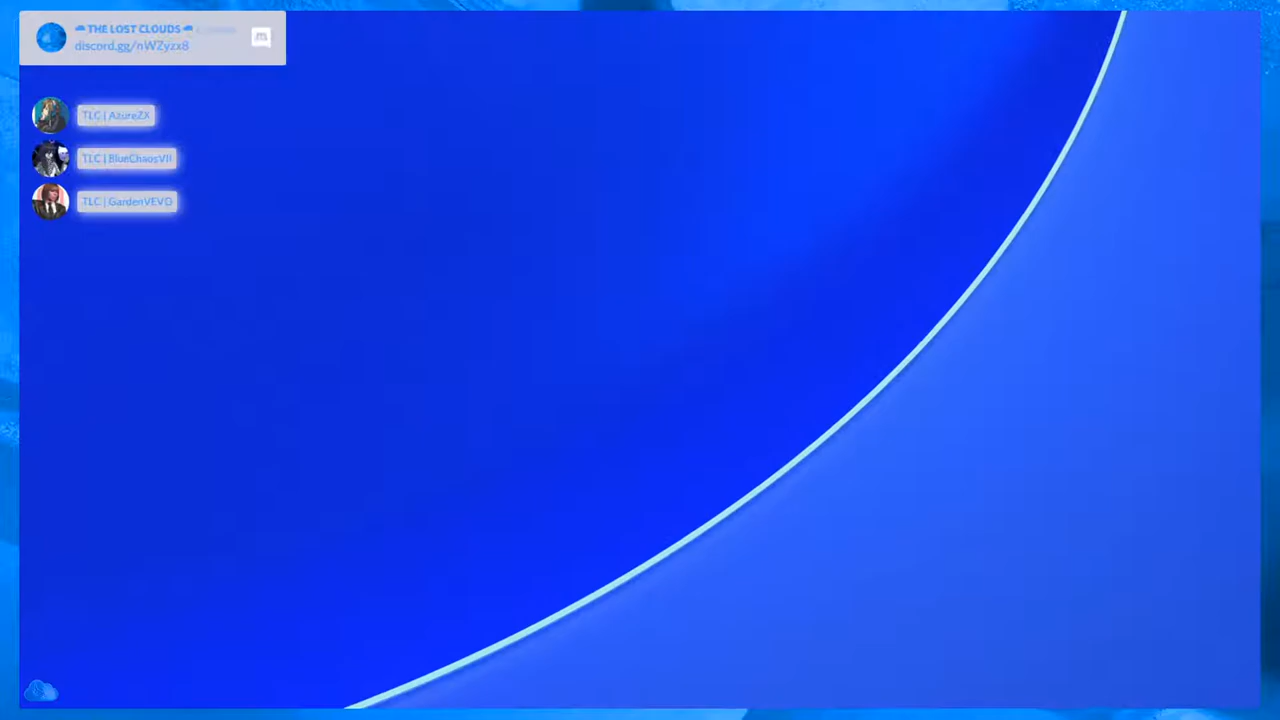 THE LOST CLOUDS
discord.gg/nWZyzx8
TLC | AzureZX
TLC | BlueChaosVII
TLC | GardenVEVO